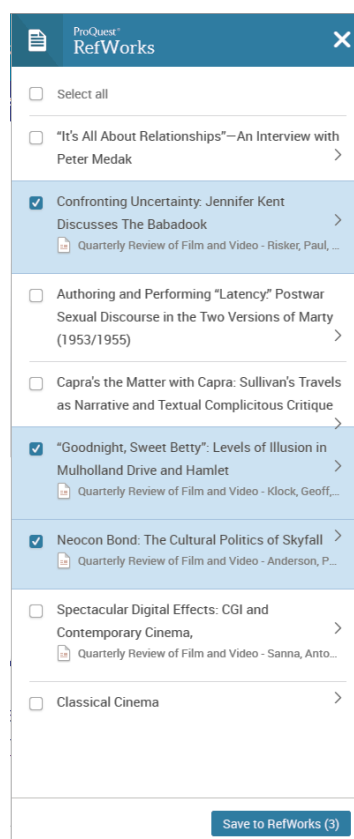 ProQuest®
RefWorks
Select all
“It’s All About Relationships”—An Interview with
Peter Medak
Confronting Uncertainty: Jennifer Kent
Discusses The Babadook
Quarterly Review of Film and Video - Risker, Paul, ...
Authoring and Performing “Latency:” Postwar
Sexual Discourse in the Two Versions of Marty
(1953/1955)
Capra’s the Matter with Capra: Sullivan’s Travels
as Narrative and Textual Complicitous Critique
“Goodnight, Sweet Betty”: Levels of Illusion in
Mulholland Drive and Hamlet
Quarterly Review of Film and Video - Klock, Geoff,...
Neocon Bond: The Cultural Politics of Skyfall
Quarterly Review of Film and Video - Anderson, P...
Spectacular Digital Effects: CGI and
Contemporary Cinema,
Quarterly Review of Film and Video - Sanna, Anto...
Classical Cinema
Save to RefWorks (3)